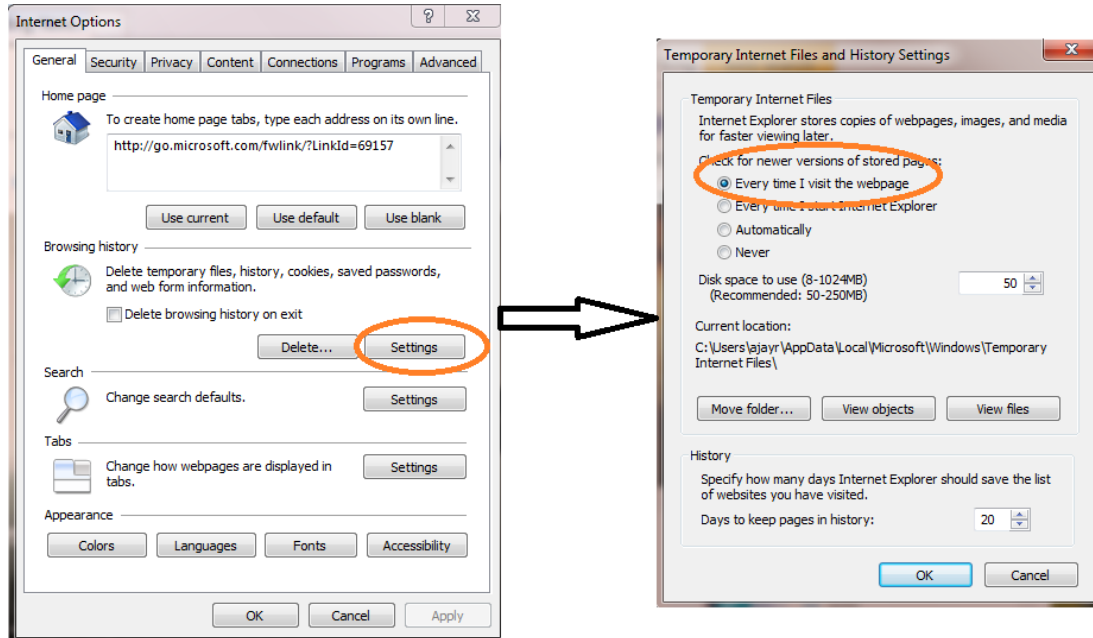 Internet Options
General Security Privacy Content Connections Programs Advanced
Home page
To create home page tabs, type each address on its own line.
http://go.microsoft.com/fwlink/?LinkId=69157
Use current Use default Use blank
Browsing history
Delete temporary files, history, cookies, saved passwords,
and web form information.
Delete browsing history on exit
Delete... Settings
Search
Change search defaults. Settings
Tabs
Change how webpages are displayed in Settings
tabs.
Appearance
Colors Languages Fonts Accessibility
OK Cancel Apply
Temporary Internet Files and History Settings
Temporary Internet Files
Internet Explorer stores copies of webpages, images, and media
for faster viewing later.
Check for newer versions of stored pages:
Every time I visit the webpage
Every time I start Internet Explorer
Automatically
Never
Disk space to use (8-1024MB) 50
(Recommended: 50-250MB)
Current location:
C:\Users\ajayr\AppData\Local\Microsoft\Windows\Temporary
Internet Files\
Move folder... View objects View files
History
Specify how many days Internet Explorer should save the list
of websites you have visited.
Days to keep pages in history: 20
OK Cancel